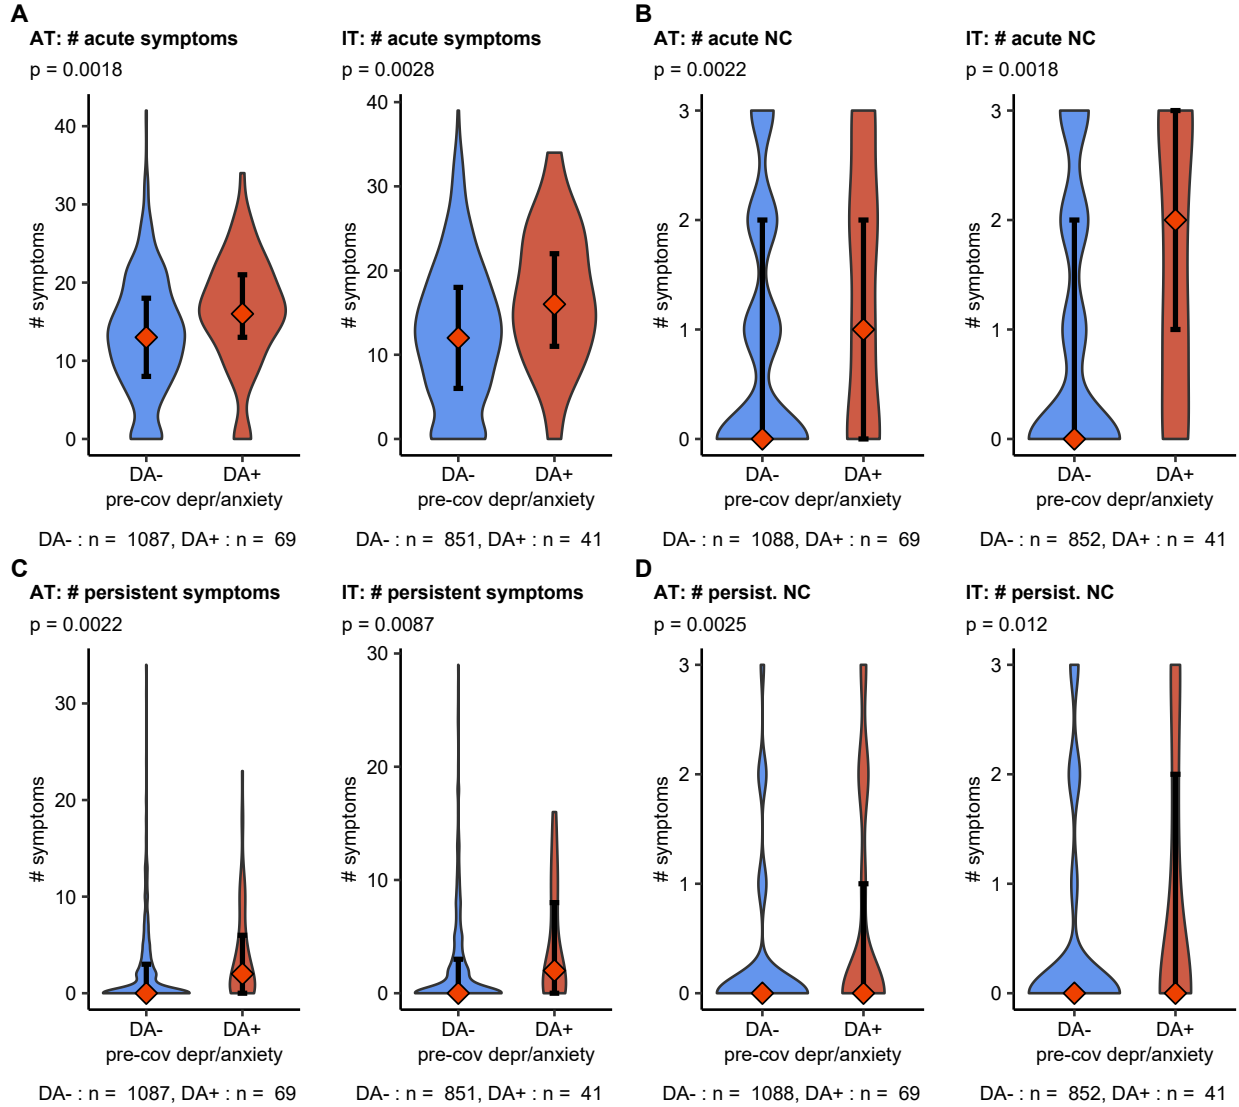 A
AT: # acute symptoms
p = 0.0018
# symptoms
40
30
20
10
0
DA-
DA+
pre-cov depr/anxiety
DA- : n = 1087, DA+ : n = 69
IT: # acute symptoms
p = 0.0028
# symptoms
40
30
20
10
0
DA-
DA+
pre-cov depr/anxiety
DA- : n = 851, DA+ : n = 41
B
AT: # acute NC
p = 0.0022
# symptoms
3
2
1
0
DA-
DA+
pre-cov depr/anxiety
DA- : n = 1088, DA+ : n = 69
IT: # acute NC
p = 0.0018
# symptoms
3
2
1
0
DA-
DA+
pre-cov depr/anxiety
DA- : n = 852, DA+ : n = 41
C
AT: # persistent symptoms
p = 0.0022
# symptoms
30
20
10
0
DA-
DA+
pre-cov depr/anxiety
DA- : n = 1087, DA+ : n = 69
IT: # persistent symptoms
p = 0.0087
# symptoms
30
20
10
0
DA-
DA+
pre-cov depr/anxiety
DA- : n = 851, DA+ : n = 41
D
AT: # persist. NC
p = 0.0025
# symptoms
3
2
1
0
DA-
DA+
pre-cov depr/anxiety
DA- : n = 1088, DA+ : n = 69
IT: # persist. NC
p = 0.012
# symptoms
3
2
1
0
DA-
DA+
pre-cov depr/anxiety
DA- : n = 852, DA+ : n = 41